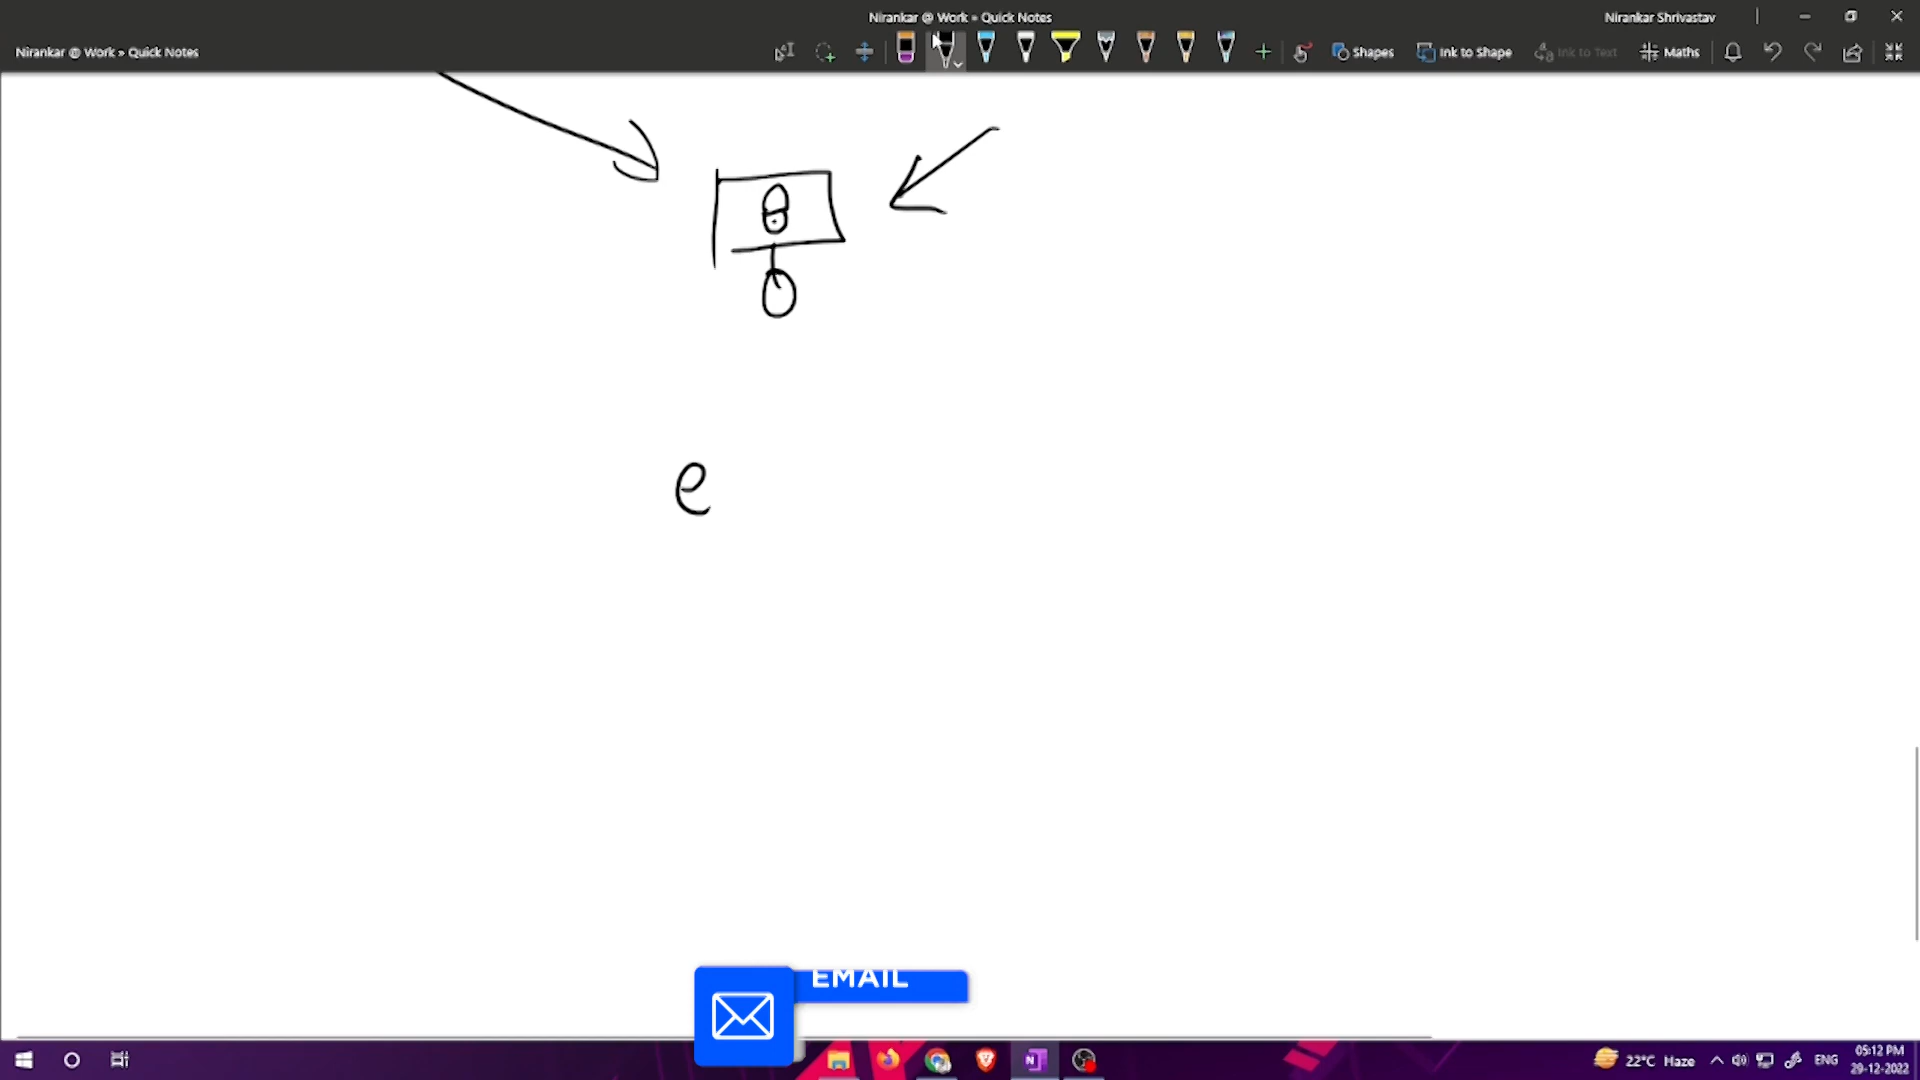 Nirankar @ Work » Quick Notes
Nirankar Shrivastav
Nirankar @ Work » Quick Notes
Shapes
Ink to Shape
Ink to Text
Maths
e
EMAIL
22°C Haze
ENG
05:12 PM
29-12-2022